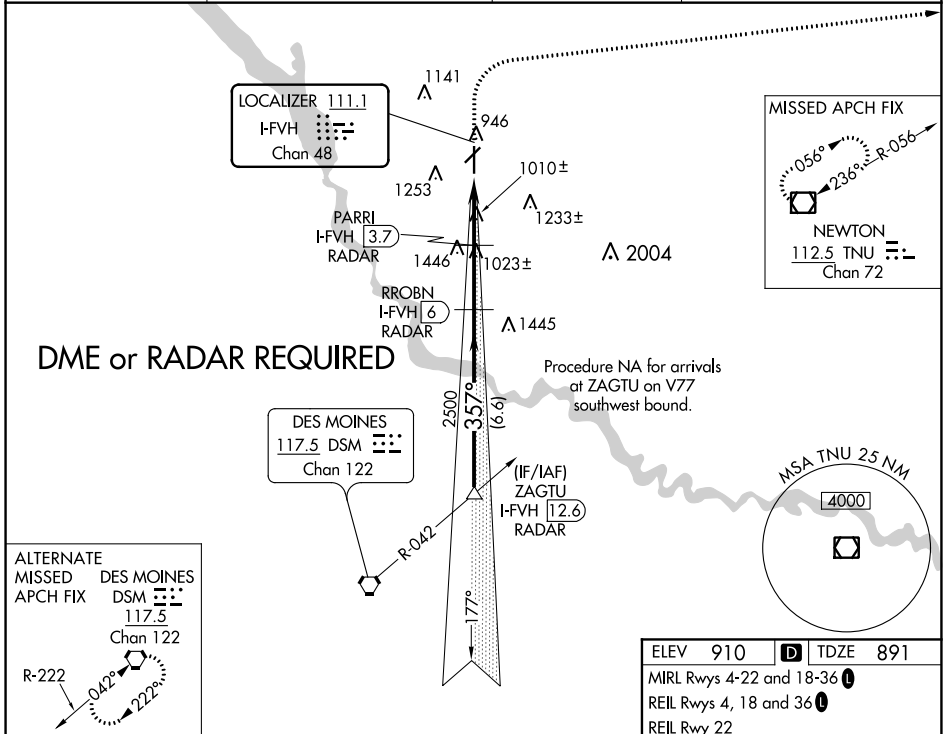 1141
LOCALIZER 111.1
I-FVH
Chan 48
946
MISSED APCH FIX
056°
R-056
236°
NEWTON
112.5 TNU
Chan 72
1253
1010±
1233±
PARRI
I-FVH 3.7
RADAR
1446
1023±
2004
RROBN
I-FVH 6
RADAR
1445
DME or RADAR REQUIRED
Procedure NA for arrivals
at ZAGTU on V77
southwest bound.
2500
357°
(6.6)
DES MOINES
117.5 DSM
Chan 122
(IF/IAF)
ZAGTU
I-FVH 12.6
RADAR
R-042
MSA TNU 25 NM
4000
177°
ALTERNATE
MISSED
APCH FIX
DES MOINES
DSM
117.5
Chan 122
R-222
042°
222°
ELEV 910 D TDZE 891
MIRL Rwys 4-22 and 18-36 L
REIL Rwys 4, 18 and 36 L
REIL Rwy 22